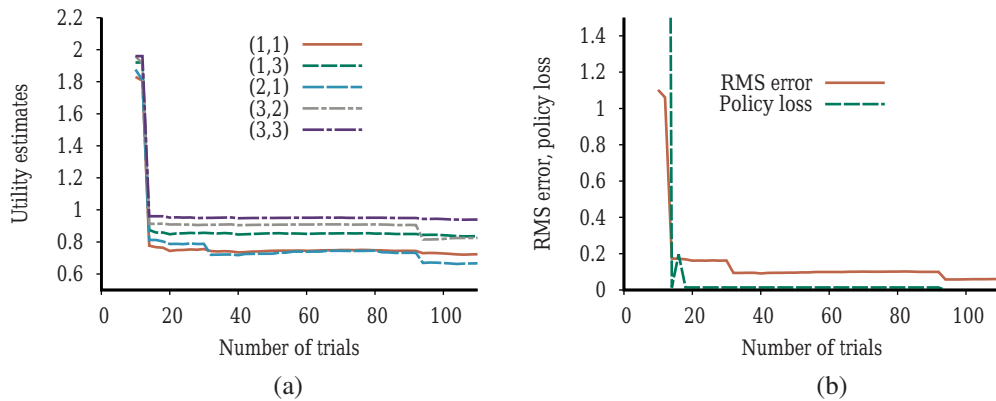 2.2
2
1.8
1.6
1.4
1.2
1
0.8
0.6
Utility estimates
(1,1)
(1,3)
(2,1)
(3,2)
(3,3)
0 20 40 60 80 100
Number of trials
(a)
1.4
1.2
1
0.8
0.6
0.4
0.2
0
RMS error, policy loss
RMS error
Policy loss
0 20 40 60 80 100
Number of trials
(b)